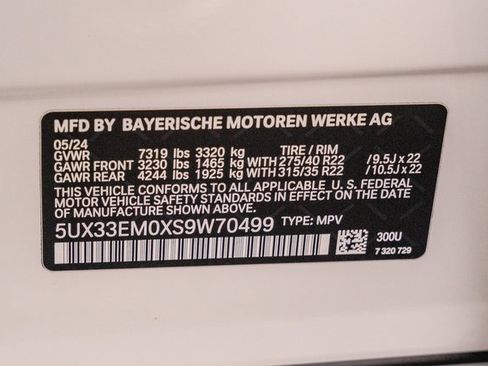 MFD BY BAYERISCHE MOTOREN WERKE AG
05/24
GVWR 7319 lbs 3320 kg TIRE / RIM
GAWR FRONT 3230 lbs 1465 kg WITH 275/40 R22 / 9.5J x 22
GAWR REAR 4244 lbs 1925 kg WITH 315/35 R22 / 10.5J x 22
THIS VEHICLE CONFORMS TO ALL APPLICABLE U.S. FEDERAL
MOTOR VEHICLE SAFETY STANDARDS IN EFFECT ON THE DATE
OF MANUFACTURE SHOWN ABOVE.
5UX33EM0XS9W70499 TYPE: MPV
300U
7 320 729